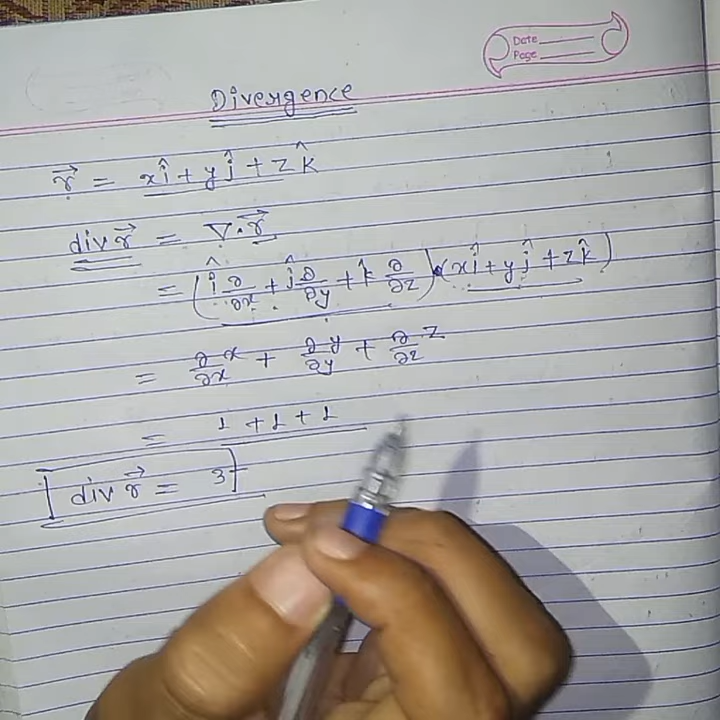 Date
Page
Divergence
r⃗ = xî + yĵ + zk̂
div r⃗ = ∇·r⃗
= (î ∂/∂x + ĵ ∂/∂y + k̂ ∂/∂z)·(xî + yĵ + zk̂)
= ∂/∂x x + ∂/∂y y + ∂/∂z z
= 1 + 1 + 1
[div r⃗ = 3]